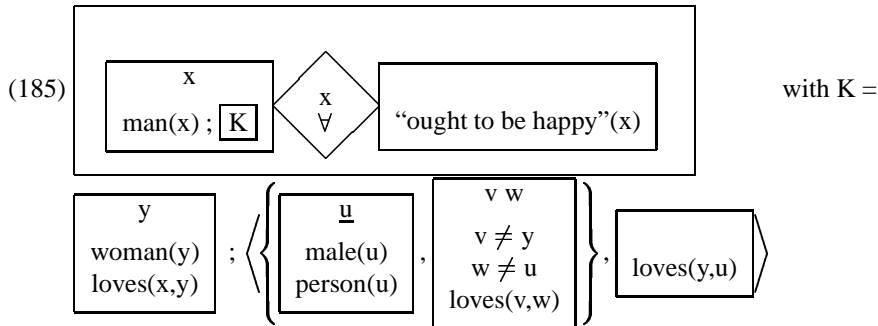 x
(185) man(x) ; K x ∀ “ought to be happy”(x) with K =
y ; ⟨ { u , v w } , ⟩
woman(y) male(u) v ≠ y
loves(x,y) person(u) w ≠ u loves(y,u)
loves(v,w)